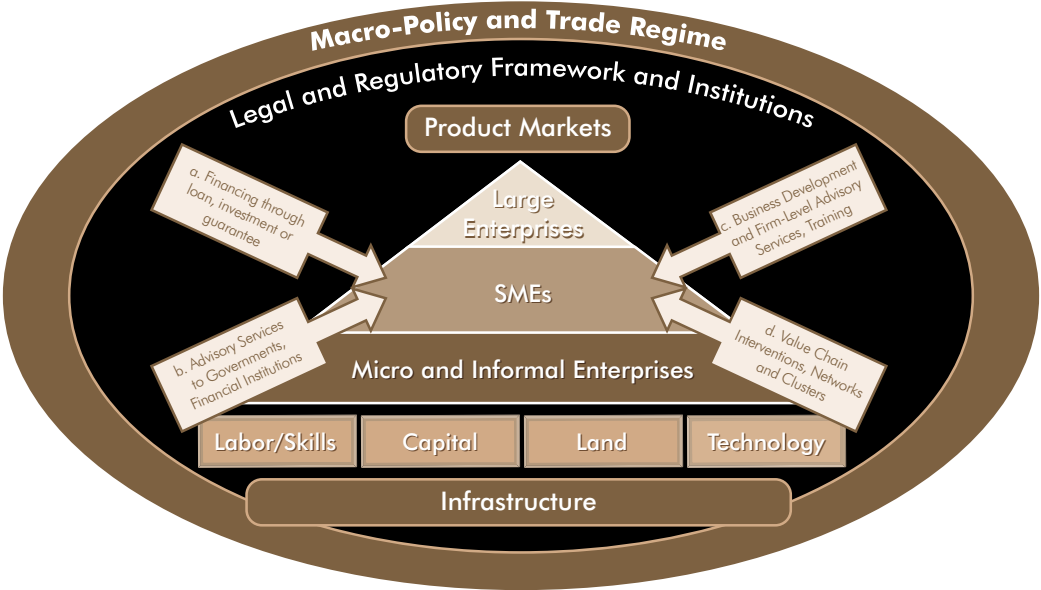 Macro-Policy and Trade Regime
Legal and Regulatory Framework and Institutions
Product Markets
a. Financing through
loan, investment or
guarantee
c. Business Development
and Firm-Level Advisory
Services, Training
Large
Enterprises
SMEs
b. Advisory Services
to Governments,
Financial Institutions
d. Value Chain
Interventions, Networks
and Clusters
Micro and Informal Enterprises
Labor/Skills
Capital
Land
Technology
Infrastructure